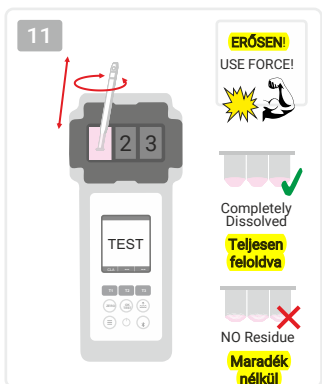 11
ERŐSEN!
USE FORCE!
2 3
TEST
Completely
Dissolved
Teljesen
feloldva
NO Residue
Maradék
nélkül